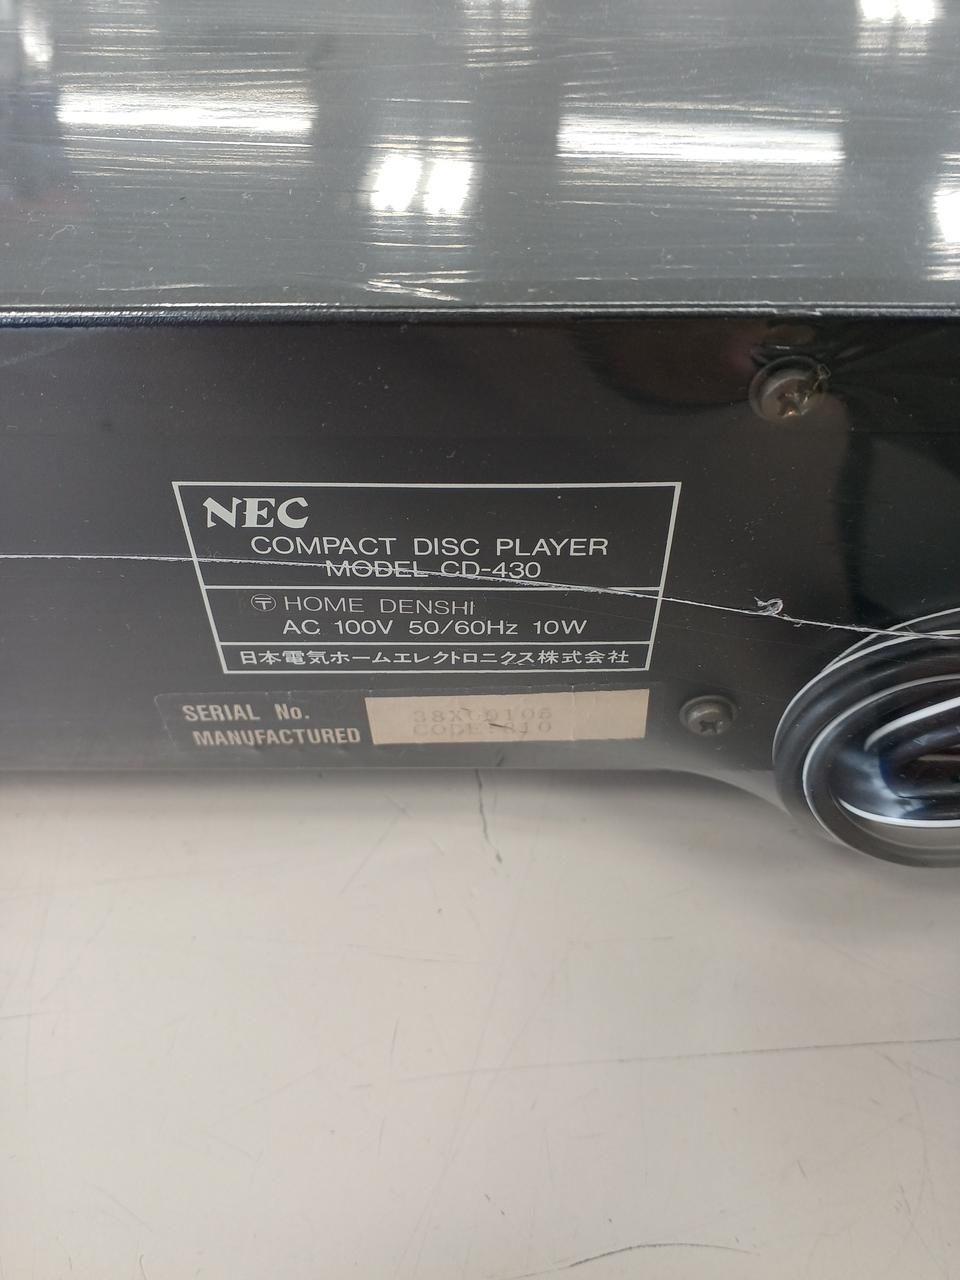 NEC
COMPACT DISC PLAYER
MODEL CD-430
〒 HOME DENSHI
AC 100V 50/60Hz 10W
日本電気ホームエレクトロニクス株式会社
SERIAL No.
MANUFACTURED